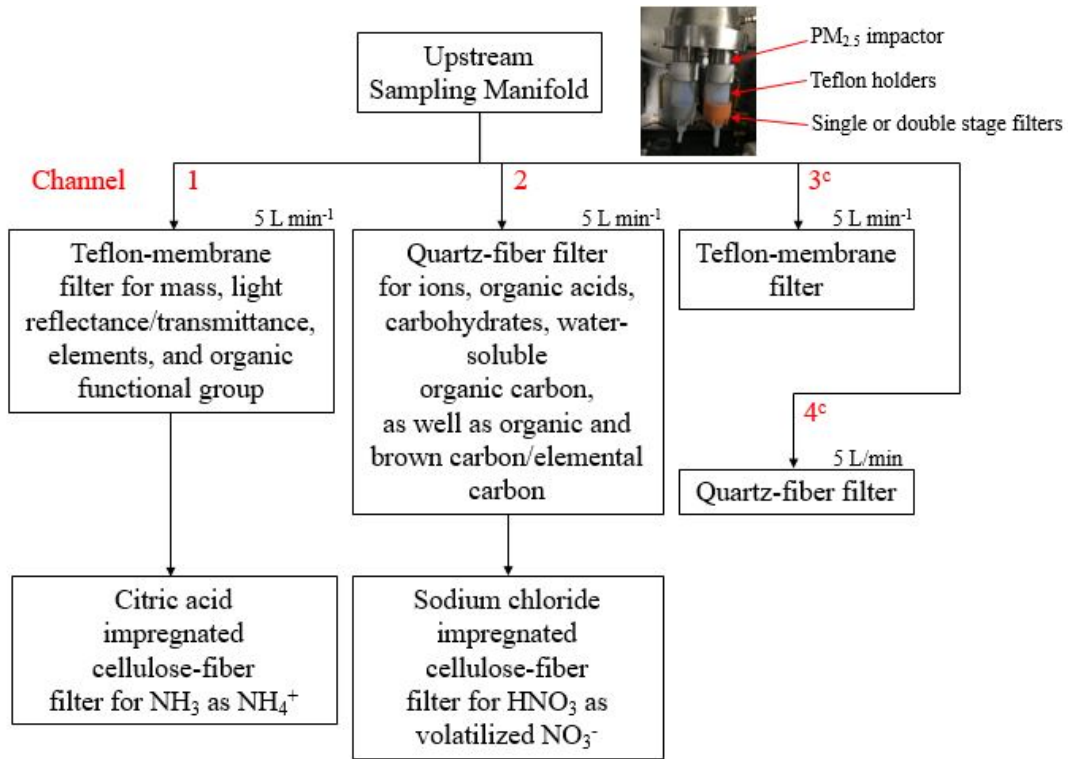 Upstream
Sampling Manifold
PM2.5 impactor
Teflon holders
Single or double stage filters
Channel 1 2 3ᶜ
5 L min⁻¹ 5 L min⁻¹ 5 L min⁻¹
Teflon-membrane
filter for mass, light
reflectance/transmittance,
elements, and organic
functional group
Quartz-fiber filter
for ions, organic acids,
carbohydrates, water-
soluble
organic carbon,
as well as organic and
brown carbon/elemental
carbon
Teflon-membrane
filter
4ᶜ
5 L/min
Quartz-fiber filter
Citric acid
impregnated
cellulose-fiber
filter for NH₃ as NH₄⁺
Sodium chloride
impregnated
cellulose-fiber
filter for HNO₃ as
volatilized NO₃⁻